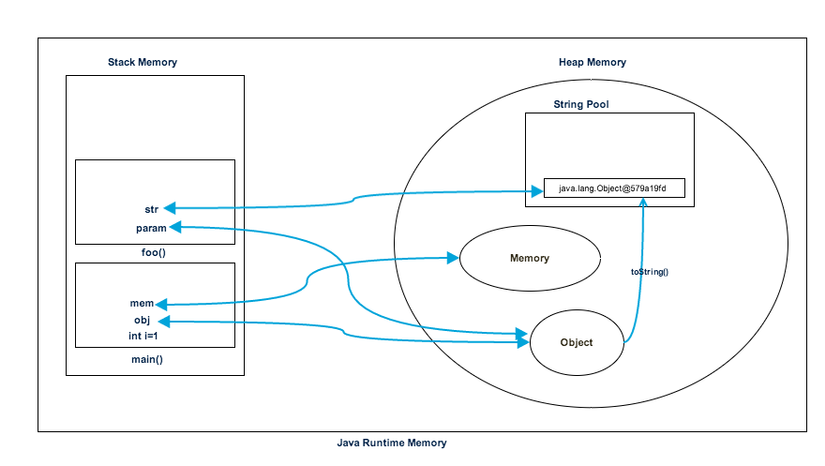 Stack Memory
Heap Memory
String Pool
java.lang.Object@579a19fd
str
param
foo()
Memory
toString()
mem
obj
int i=1
Object
main()
Java Runtime Memory